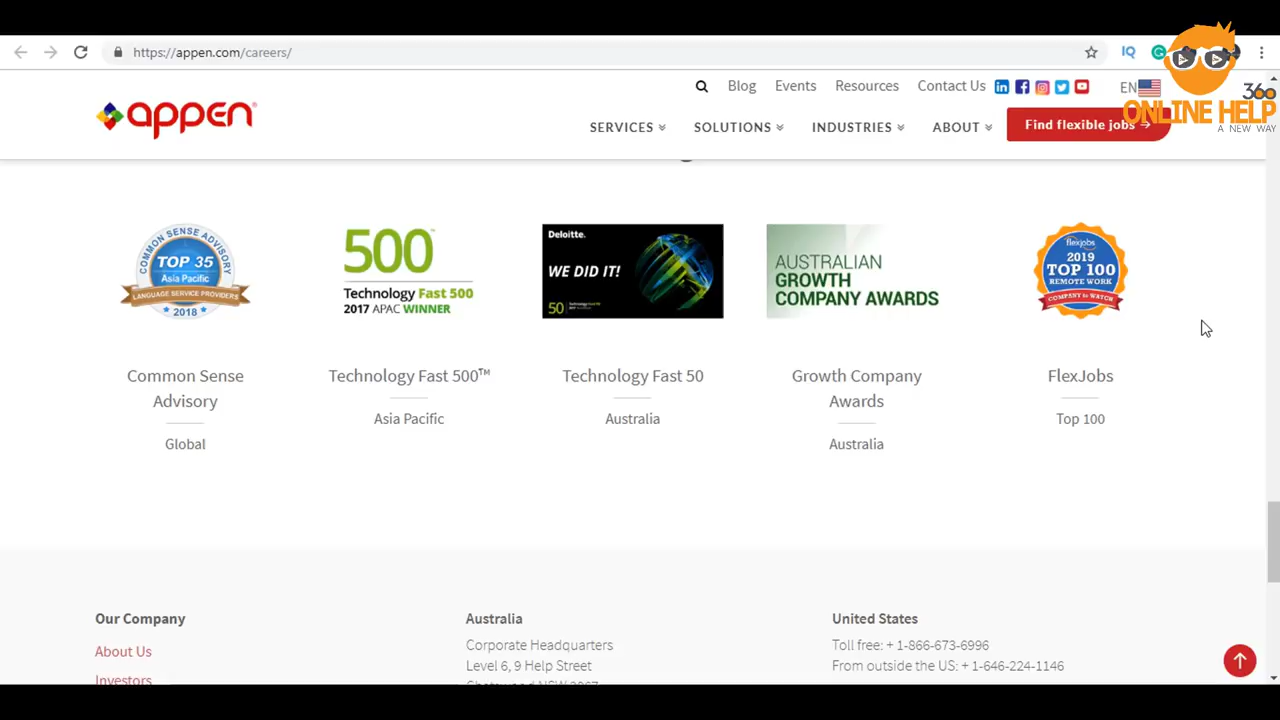 https://appen.com/careers/
IQ
Blog
Events
Resources
Contact Us
EN
360
ONLINE HELP
A NEW WAY
appen
SERVICES
SOLUTIONS
INDUSTRIES
ABOUT
Find flexible jobs →
COMMON SENSE ADVISORY
TOP 35
Asia Pacific
LANGUAGE SERVICE PROVIDERS
2018
500™
Technology Fast 500
2017 APAC WINNER
Deloitte.
WE DID IT!
50
AUSTRALIAN
GROWTH
COMPANY AWARDS
flexjobs
2019
TOP 100
REMOTE WORK
COMPANY to WATCH
Common Sense
Advisory
Global
Technology Fast 500™
Asia Pacific
Technology Fast 50
Australia
Growth Company
Awards
Australia
FlexJobs
Top 100
Our Company
About Us
Investors
Australia
Corporate Headquarters
Level 6, 9 Help Street
United States
Toll free: + 1-866-673-6996
From outside the US: + 1-646-224-1146